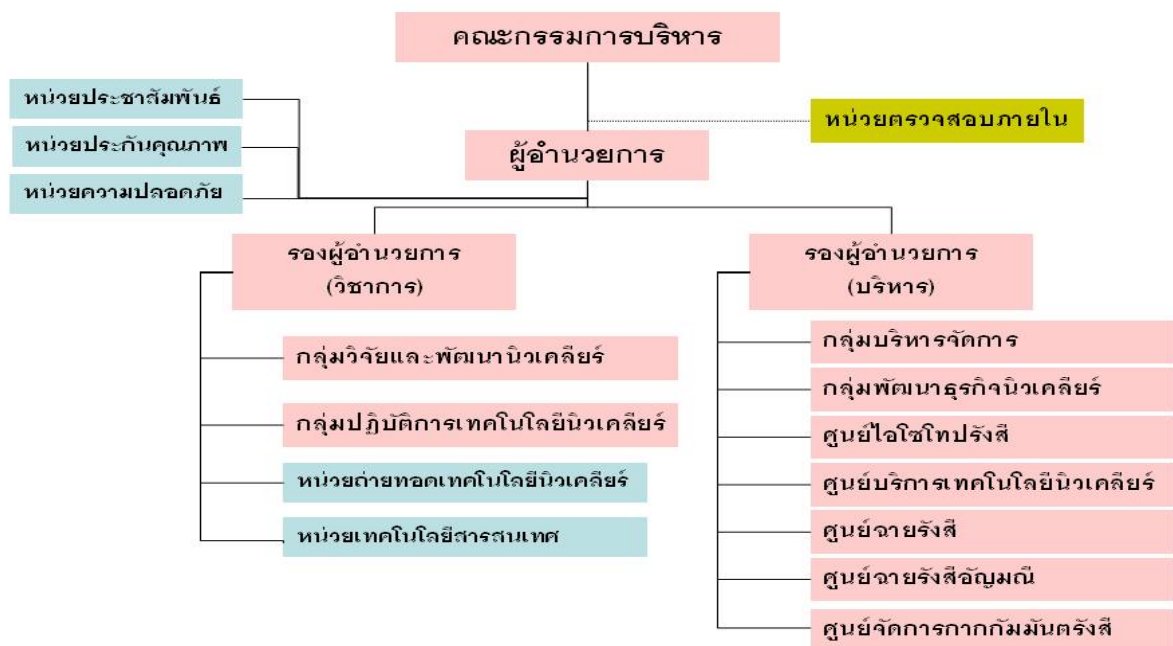 คณะกรรมการบริหาร
หน่วยประชาสัมพันธ์
หน่วยประกันคุณภาพ
หน่วยความปลอดภัย
หน่วยตรวจสอบภายใน
ผู้อำนวยการ
รองผู้อำนวยการ
(วิชาการ)
กลุ่มวิจัยและพัฒนานิวเคลียร์
กลุ่มปฏิบัติการเทคโนโลยีนิวเคลียร์
หน่วยถ่ายทอดเทคโนโลยีนิวเคลียร์
หน่วยเทคโนโลยีสารสนเทศ
รองผู้อำนวยการ
(บริหาร)
กลุ่มบริหารจัดการ
กลุ่มพัฒนาธุรกิจนิวเคลียร์
ศูนย์ไอโซโทปรังสี
ศูนย์บริการเทคโนโลยีนิวเคลียร์
ศูนย์ฉายรังสี
ศูนย์ฉายรังสีอัญมณี
ศูนย์จัดการกากกัมมันตรังสี